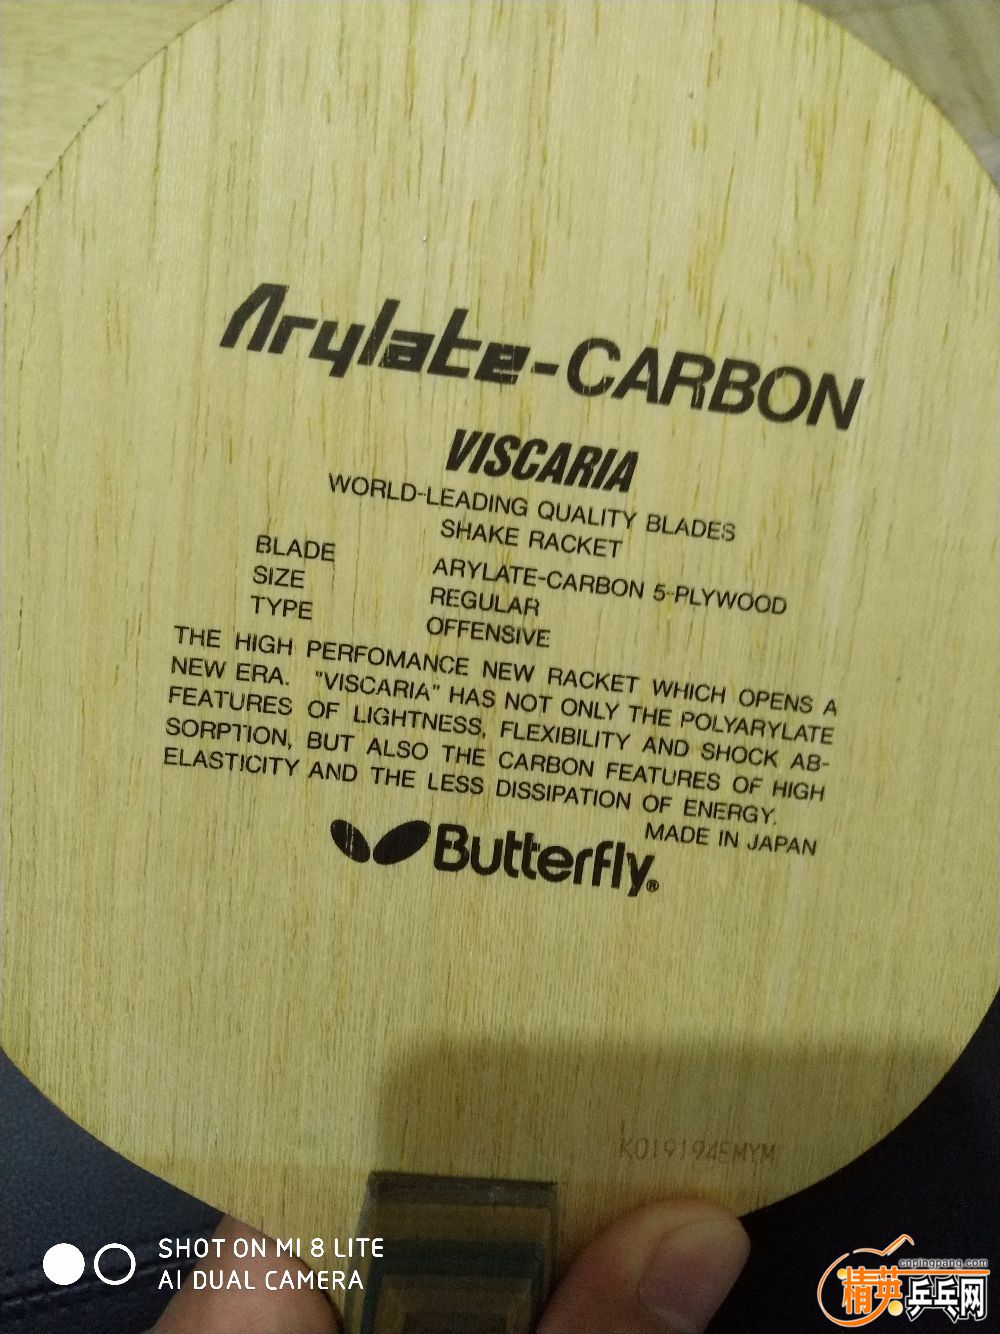 Arylate-CARBON
VISCARIA
WORLD-LEADING QUALITY BLADES
SHAKE RACKET
BLADE ARYLATE-CARBON 5-PLYWOOD
SIZE REGULAR
TYPE OFFENSIVE
THE HIGH PERFOMANCE NEW RACKET WHICH OPENS A
NEW ERA. "VISCARIA" HAS NOT ONLY THE POLYARYLATE
FEATURES OF LIGHTNESS, FLEXIBILITY AND SHOCK AB-
SORPTION, BUT ALSO THE CARBON FEATURES OF HIGH
ELASTICITY AND THE LESS DISSIPATION OF ENERGY.
MADE IN JAPAN
Butterfly®
K019194EMYM
SHOT ON MI 8 LITE
AI DUAL CAMERA
cnpingpang.com
精英乒乓网